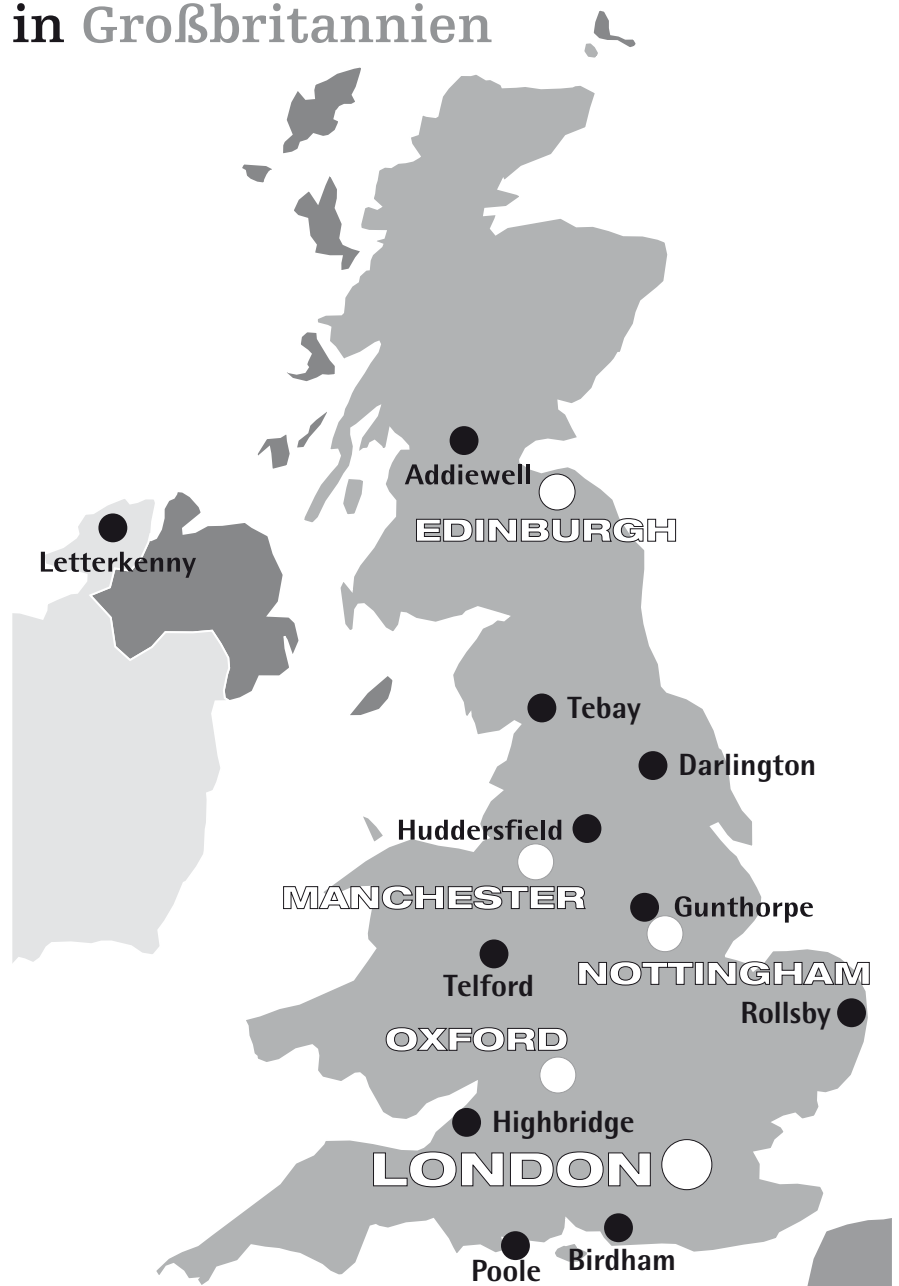 in Großbritannien
Addiewell
EDINBURGH
Letterkenny
Tebay
Darlington
Huddersfield
MANCHESTER
Gunthorpe
NOTTINGHAM
Telford
Rollsby
OXFORD
Highbridge
LONDON
Birdham
Poole